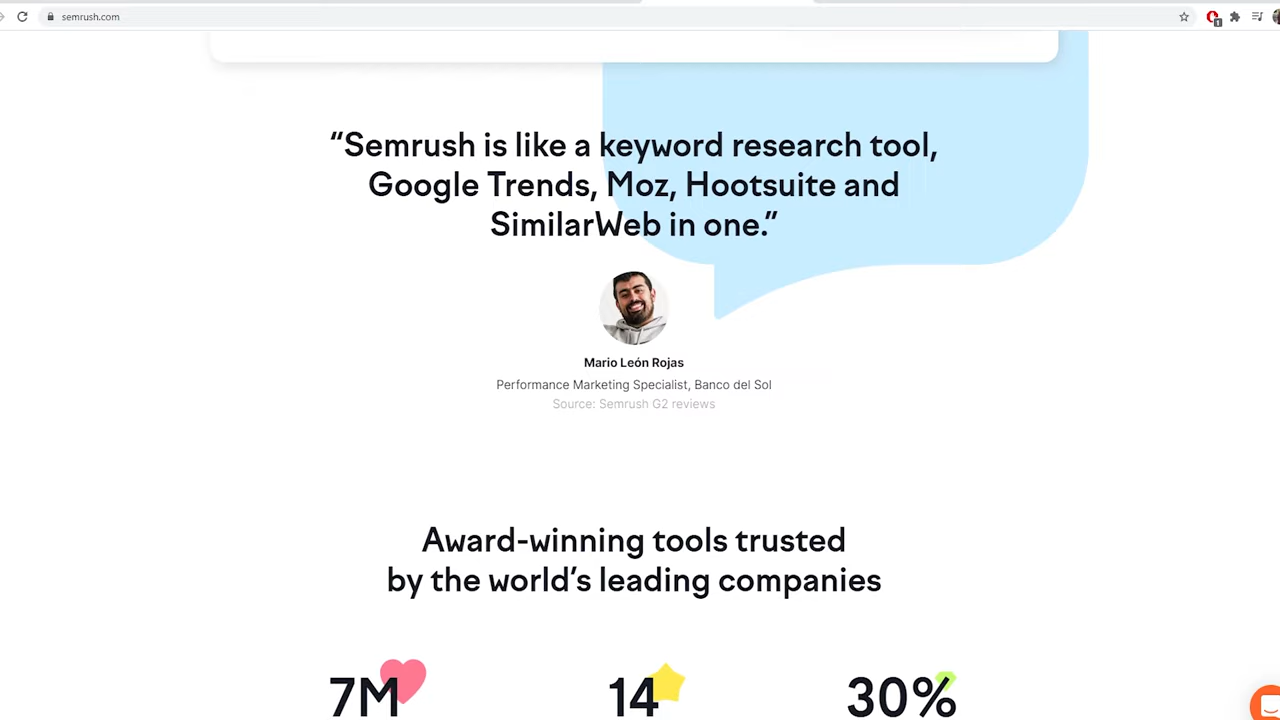 semrush.com
1
“Semrush is like a keyword research tool,
Google Trends, Moz, Hootsuite and
SimilarWeb in one.”
Mario León Rojas
Performance Marketing Specialist, Banco del Sol
Source: Semrush G2 reviews
Award-winning tools trusted
by the world’s leading companies
7M
14
30%